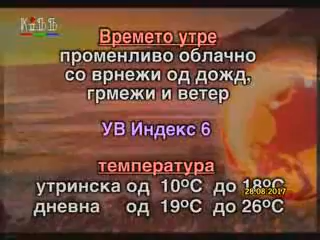 КЛББ
Времето утре
променливо облачно
со врнежи од дожд,
грмежи и ветер
УВ Индекс 6
температура
утринска од 10ºC до 18ºC
28.08.2017
дневна од 19ºC до 26ºC